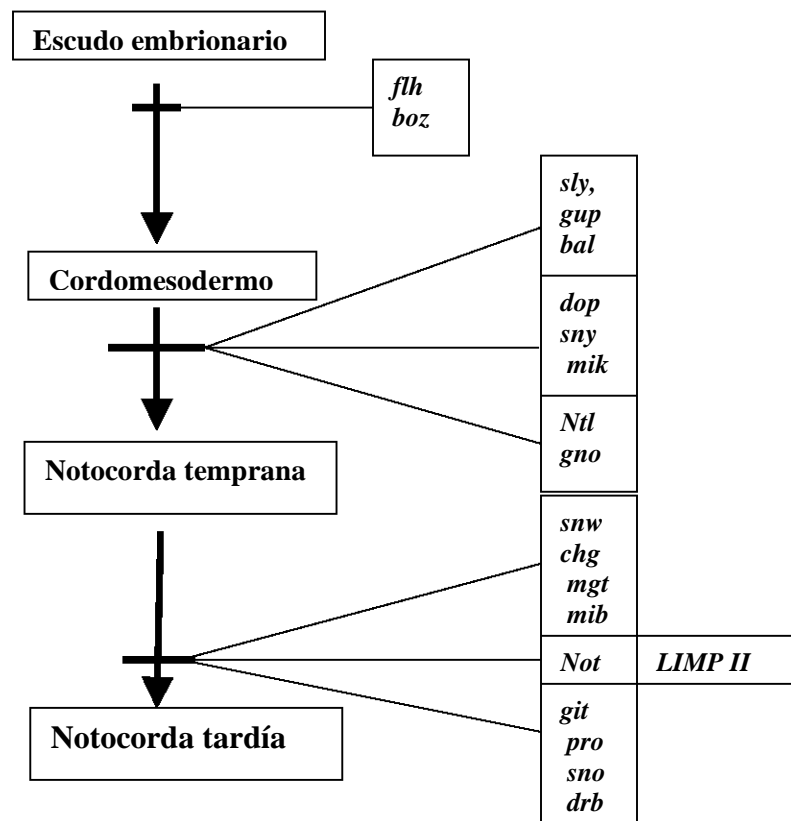 Escudo embrionario
flh
boz
sly,
gup
bal
Cordomesodermo
dop
sny
mik
Ntl
gno
Notocorda temprana
snw
chg
mgt
mib
Not LIMP II
git
pro
sno
drb
Notocorda tardía